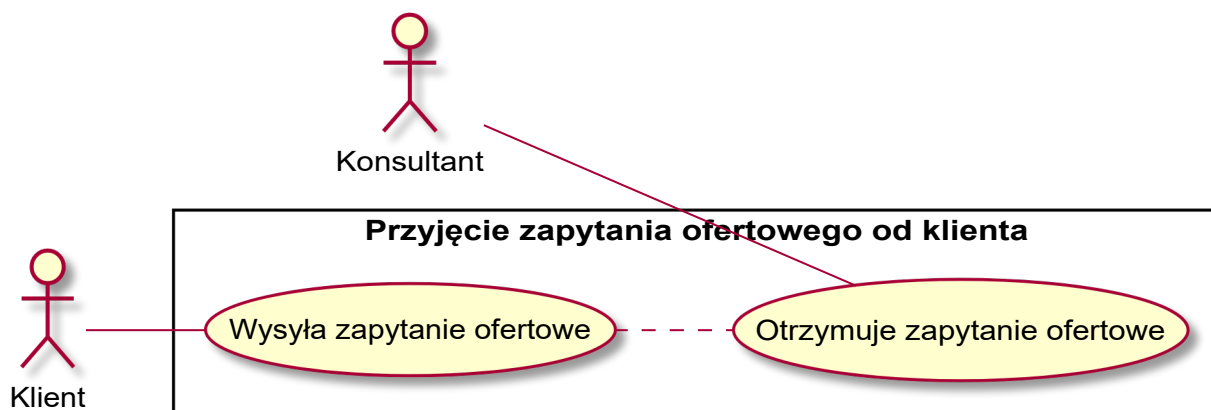 Konsultant
Przyjęcie zapytania ofertowego od klienta
Wysyła zapytanie ofertowe
Otrzymuje zapytanie ofertowe
Klient